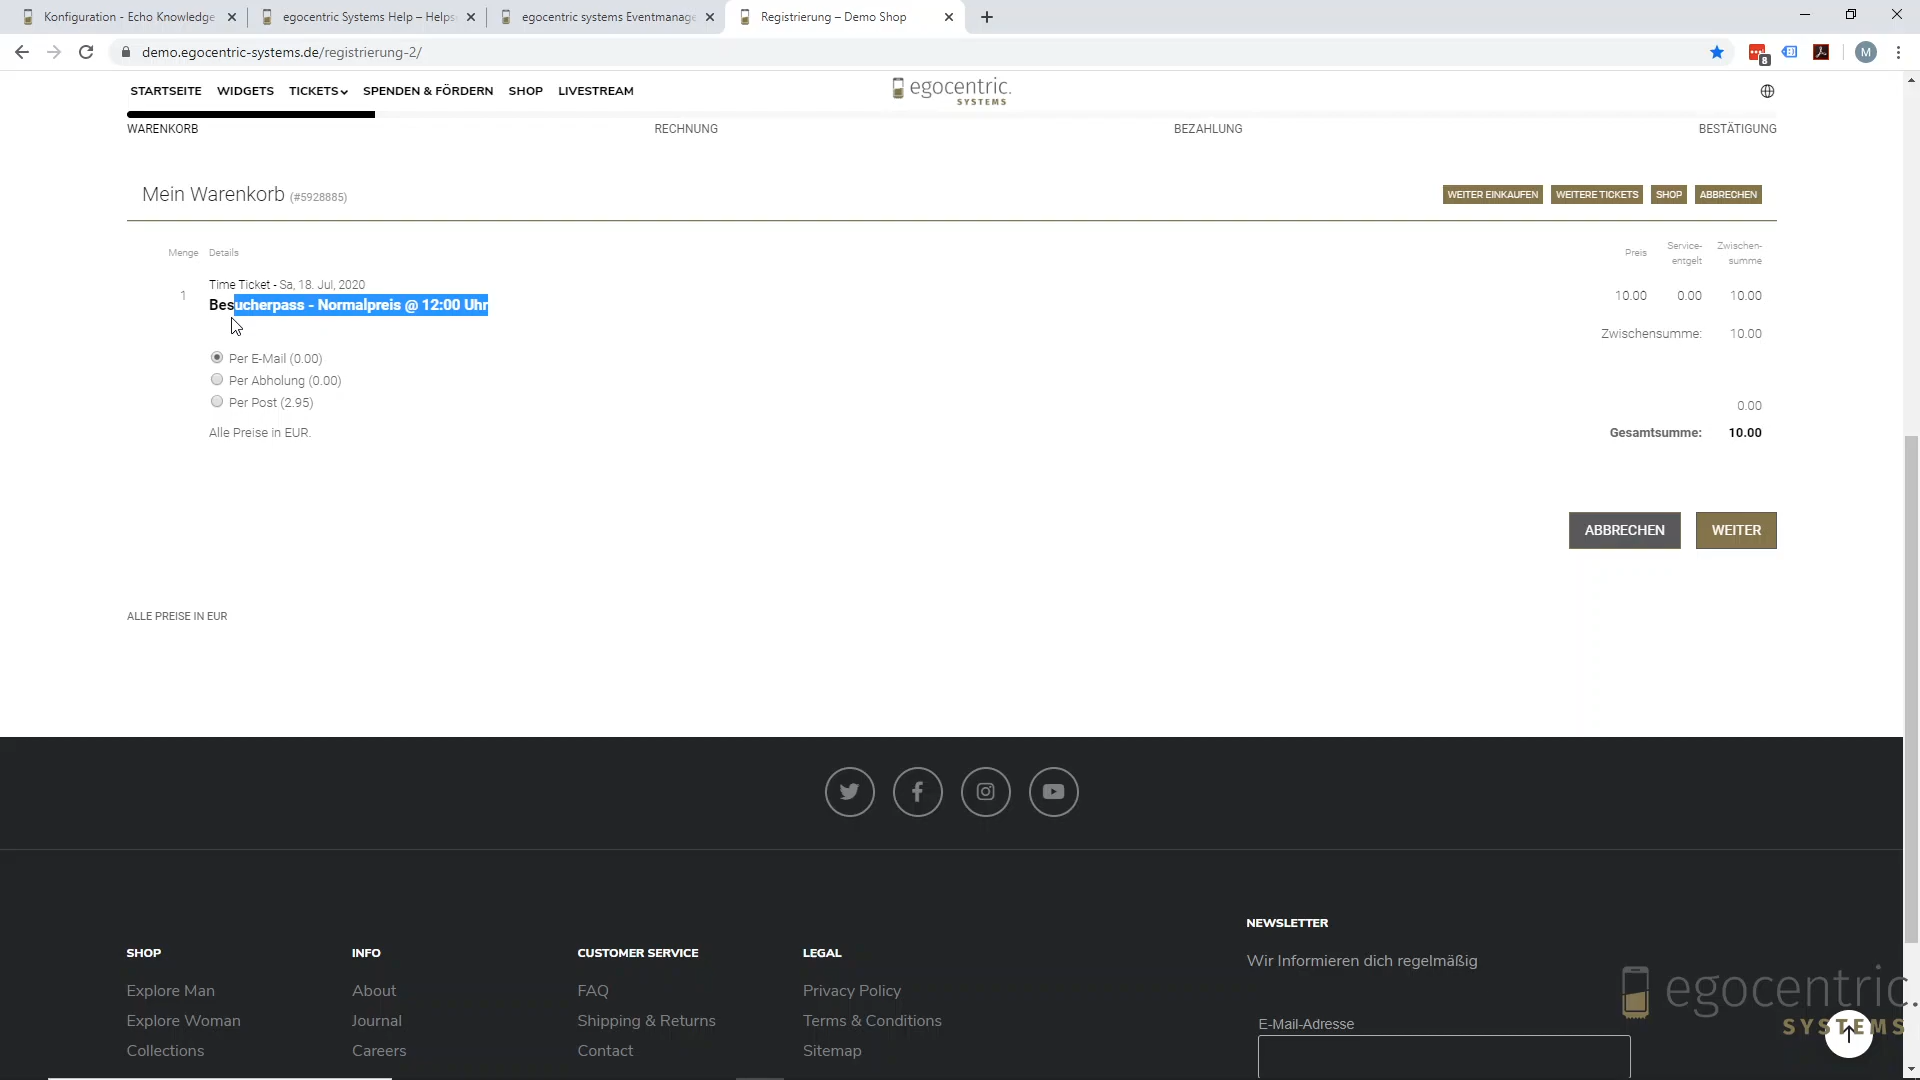 Konfiguration - Echo Knowledge
egocentric Systems Help – Helps
egocentric systems Eventmanage
Registrierung – Demo Shop
demo.egocentric-systems.de/registrierung-2/
8
M
STARTSEITE WIDGETS TICKETS SPENDEN & FÖRDERN SHOP LIVESTREAM
egocentric.
SYSTEMS
WARENKORB RECHNUNG BEZAHLUNG BESTÄTIGUNG
Mein Warenkorb (#5928885)
WEITER EINKAUFEN WEITERE TICKETS SHOP ABBRECHEN
Menge Details Preis Service-
entgelt Zwischen-
summe
Time Ticket - Sa, 18. Jul, 2020
1 Besucherpass - Normalpreis @ 12:00 Uhr
10.00 0.00 10.00
Zwischensumme: 10.00
Per E-Mail (0.00)
Per Abholung (0.00)
Per Post (2.95)
0.00
Alle Preise in EUR.
Gesamtsumme: 10.00
ABBRECHEN WEITER
ALLE PREISE IN EUR
SHOP
Explore Man
Explore Woman
Collections
INFO
About
Journal
Careers
CUSTOMER SERVICE
FAQ
Shipping & Returns
Contact
LEGAL
Privacy Policy
Terms & Conditions
Sitemap
NEWSLETTER
Wir Informieren dich regelmäßig
E-Mail-Adresse
egocentric.
SYSTEMS